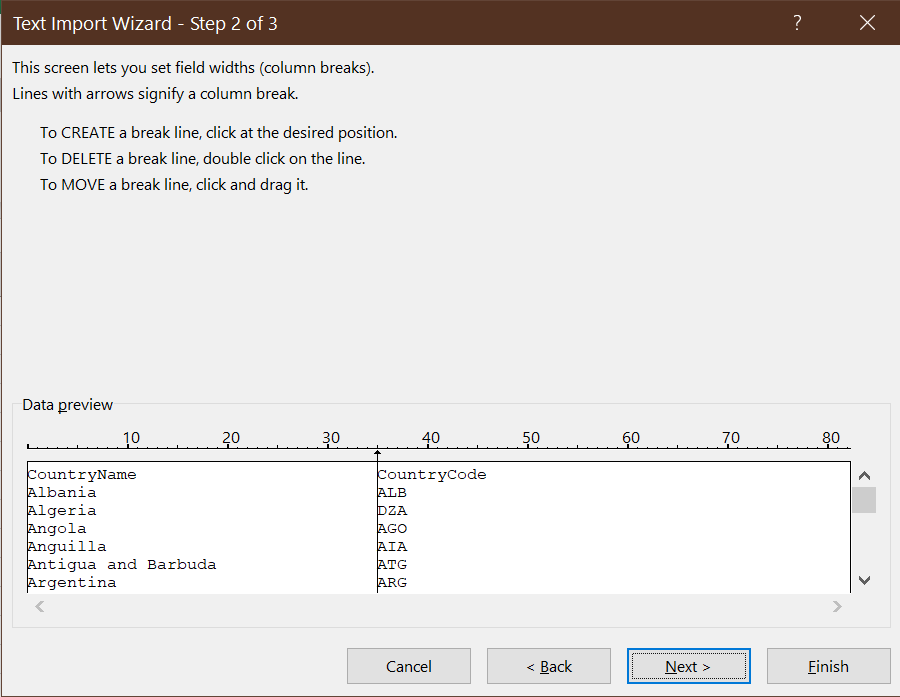 Text Import Wizard - Step 2 of 3 ?
This screen lets you set field widths (column breaks).
Lines with arrows signify a column break.
To CREATE a break line, click at the desired position.
To DELETE a break line, double click on the line.
To MOVE a break line, click and drag it.
Data preview
10 20 30 40 50 60 70 80
CountryName CountryCode
Albania ALB
Algeria DZA
Angola AGO
Anguilla AIA
Antigua and Barbuda ATG
Argentina ARG
Cancel < Back Next > Finish